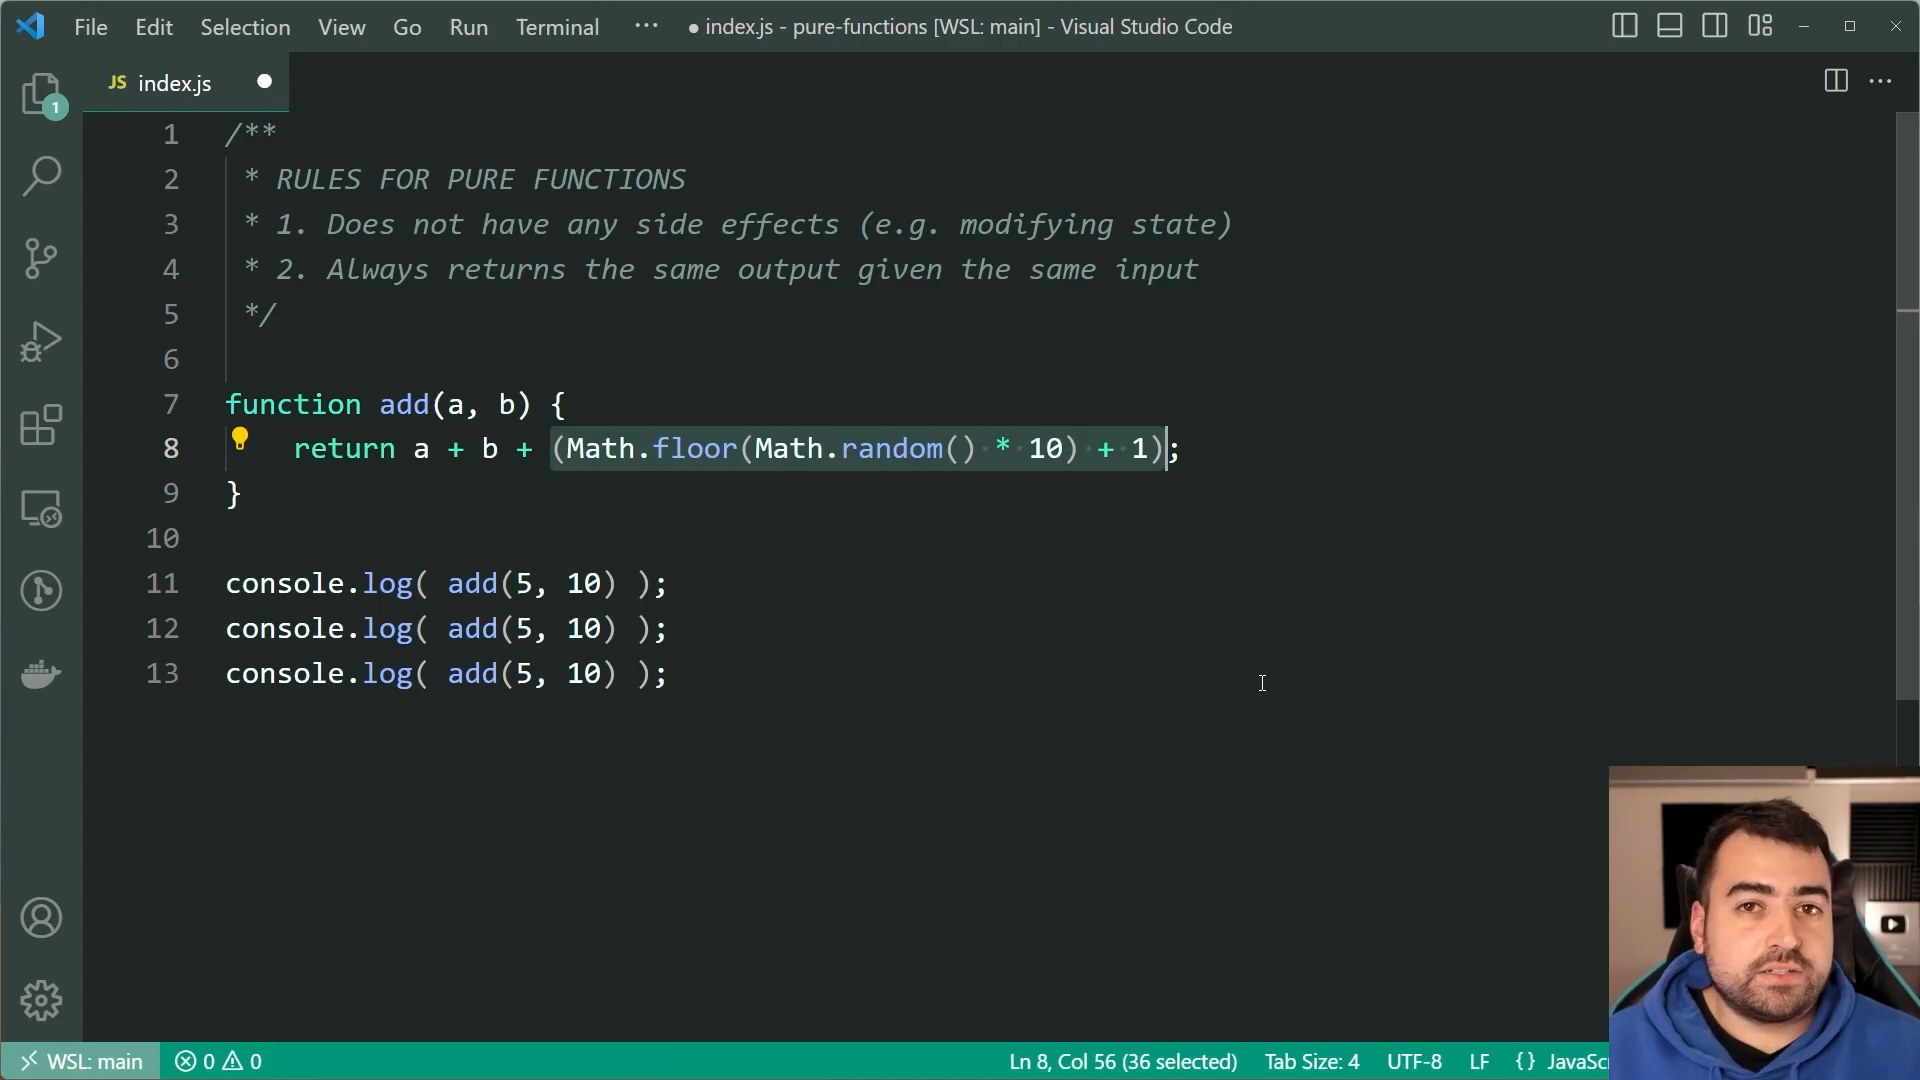 File Edit Selection View Go Run Terminal ··· ● index.js - pure-functions [WSL: main] - Visual Studio Code
JS index.js
1
1 /**
2 * RULES FOR PURE FUNCTIONS
3 * 1. Does not have any side effects (e.g. modifying state)
4 * 2. Always returns the same output given the same input
5 */
6
7 function add(a, b) {
8 return a + b + (Math.floor(Math.random() * 10) + 1);
9 }
10
11 console.log( add(5, 10) );
12 console.log( add(5, 10) );
13 console.log( add(5, 10) );
WSL: main 0 0 Ln 8, Col 56 (36 selected) Tab Size: 4 UTF-8 LF {} JavaSc